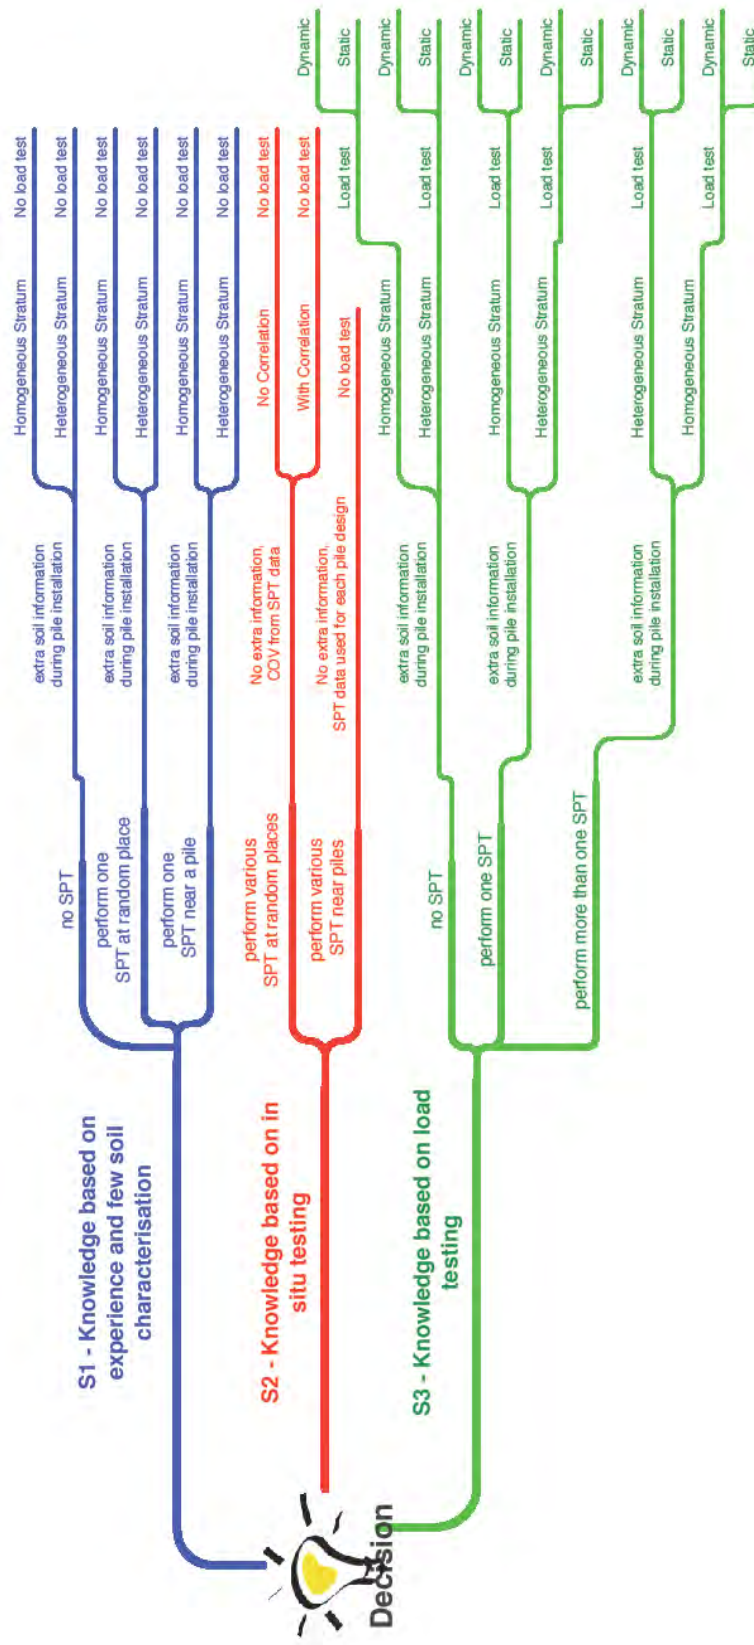 Decision
S1 - Knowledge based on
experience and few soil
characterisation
no SPT
extra soil information
during pile installation
Homogeneous Stratum
No load test
Heterogeneous Stratum
No load test
perform one
SPT at random place
extra soil information
during pile installation
Homogeneous Stratum
No load test
Heterogeneous Stratum
No load test
perform one
SPT near a pile
extra soil information
during pile installation
Homogeneous Stratum
No load test
Heterogeneous Stratum
No load test
S2 - Knowledge based on in
situ testing
perform various
SPT at random places
No extra information,
COV from SPT data
No Correlation
No load test
With Correlation
No load test
perform various
SPT near piles
No extra information,
SPT data used for each pile design
No load test
S3 - Knowledge based on load
testing
no SPT
extra soil information
during pile installation
Homogeneous Stratum
Load test
Dynamic
Static
Heterogeneous Stratum
Load test
Dynamic
Static
perform one SPT
extra soil information
during pile installation
Homogeneous Stratum
Load test
Dynamic
Static
Heterogeneous Stratum
Load test
Dynamic
Static
perform more than one SPT
extra soil information
during pile installation
Heterogeneous Stratum
Load test
Dynamic
Static
Homogeneous Stratum
Load test
Dynamic
Static